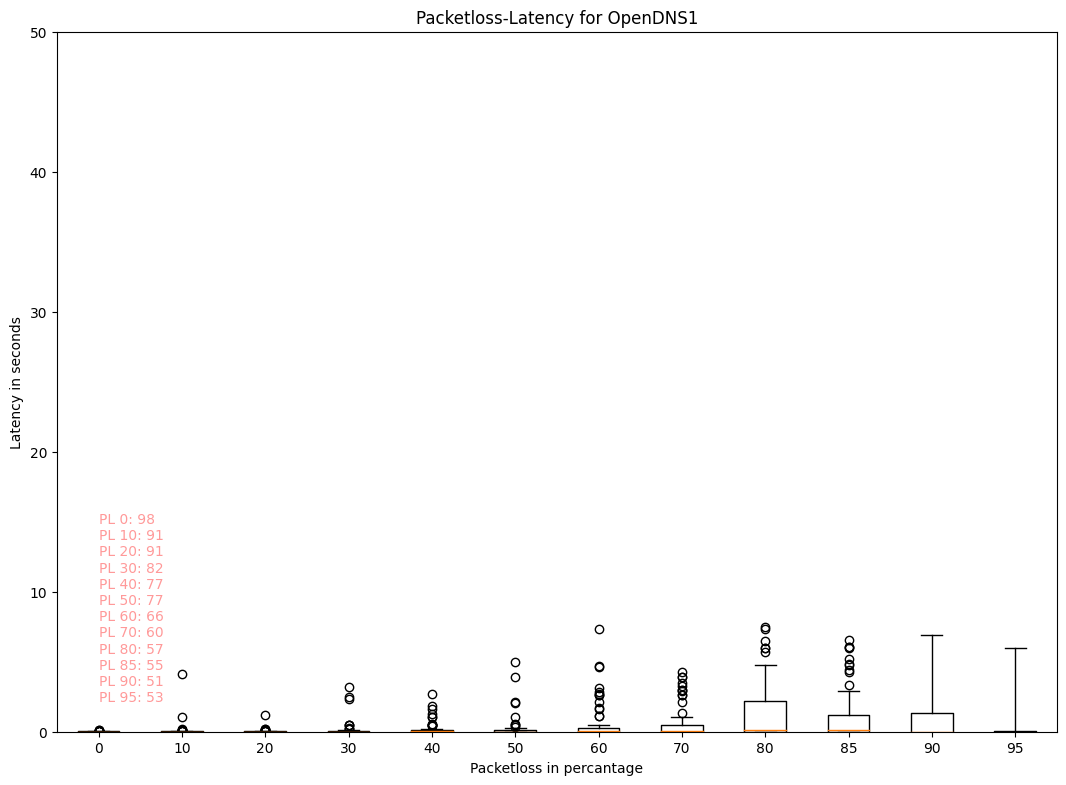 Packetloss-Latency for OpenDNS1
50
40
30
20
10
0
Latency in seconds
PL 0: 98
PL 10: 91
PL 20: 91
PL 30: 82
PL 40: 77
PL 50: 77
PL 60: 66
PL 70: 60
PL 80: 57
PL 85: 55
PL 90: 51
PL 95: 53
0 10 20 30 40 50 60 70 80 85 90 95
Packetloss in percantage